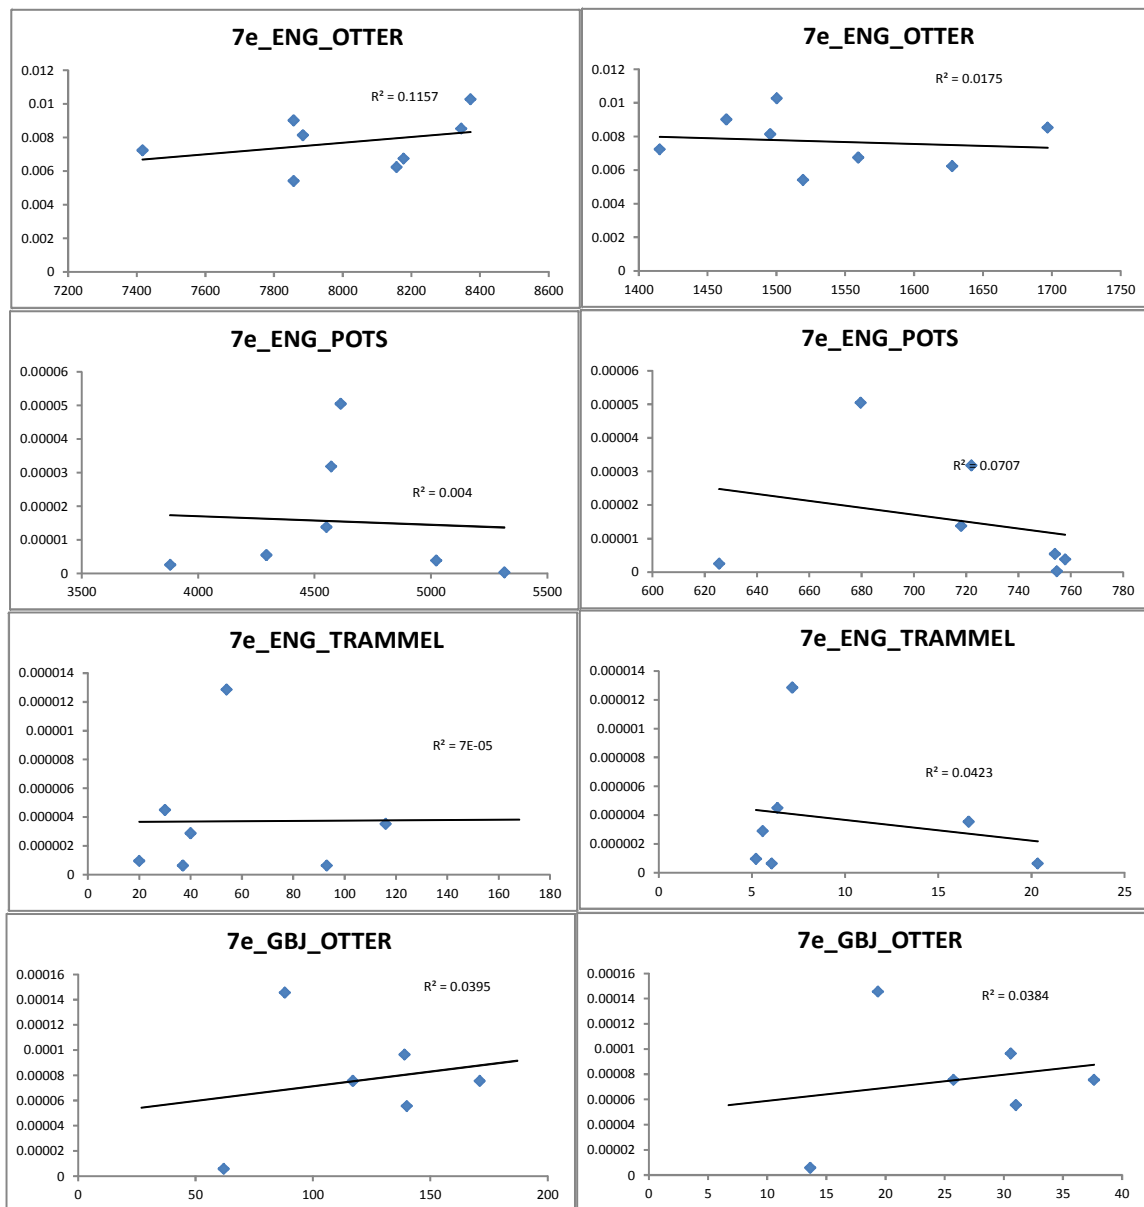 7e_ENG_OTTER
R² = 0.1157
0.012
0.01
0.008
0.006
0.004
0.002
0
7200 7400 7600 7800 8000 8200 8400 8600
7e_ENG_OTTER
R² = 0.0175
0.012
0.01
0.008
0.006
0.004
0.002
0
1400 1450 1500 1550 1600 1650 1700 1750
7e_ENG_POTS
0.00006
0.00005
0.00004
0.00003
R² = 0.004
0.00002
0.00001
0
3500 4000 4500 5000 5500
7e_ENG_POTS
0.00006
0.00005
0.00004
0.00003
R² = 0.0707
0.00002
0.00001
0
600 620 640 660 680 700 720 740 760 780
7e_ENG_TRAMMEL
0.000014
0.000012
0.00001
R² = 7E-05
0.000008
0.000006
0.000004
0.000002
0
0 20 40 60 80 100 120 140 160 180
7e_ENG_TRAMMEL
0.000014
0.000012
0.00001
0.000008
R² = 0.0423
0.000006
0.000004
0.000002
0
0 5 10 15 20 25
7e_GBJ_OTTER
0.00016
R² = 0.0395
0.00014
0.00012
0.0001
0.00008
0.00006
0.00004
0.00002
0
0 50 100 150 200
7e_GBJ_OTTER
0.00016
R² = 0.0384
0.00014
0.00012
0.0001
0.00008
0.00006
0.00004
0.00002
0
0 5 10 15 20 25 30 35 40